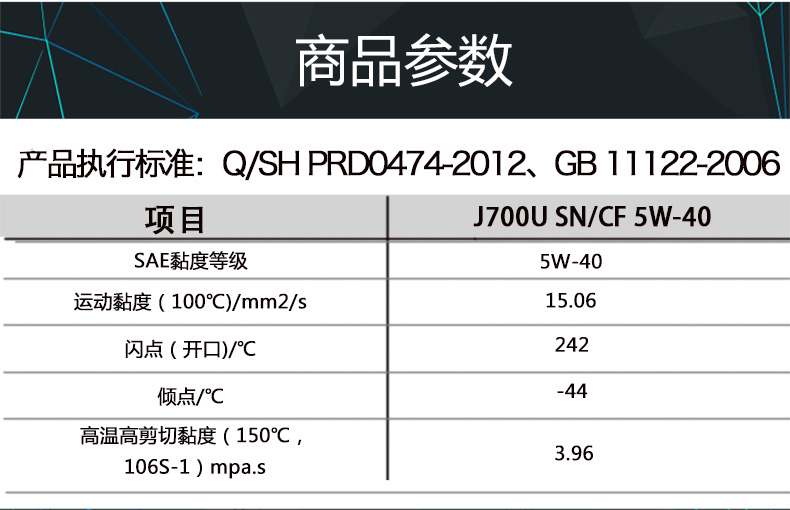 商品参数
产品执行标准：Q/SH PRD0474-2012、GB 11122-2006
项目 J700U SN/CF 5W-40
SAE黏度等级 5W-40
运动黏度（100℃)/mm2/s 15.06
闪点（开口)/℃ 242
倾点/℃ -44
高温高剪切黏度（150℃，
106S-1）mpa.s 3.96